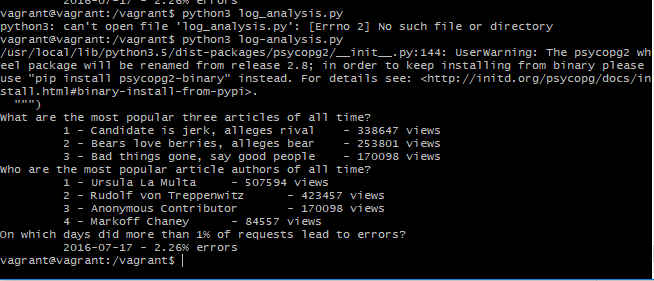 2016-07-17 - 2.26% errors
vagrant@vagrant:/vagrant$ python3 log_analysis.py
python3: can't open file 'log_analysis.py': [Errno 2] No such file or directory
vagrant@vagrant:/vagrant$ python3 log-analysis.py
/usr/local/lib/python3.5/dist-packages/psycopg2/__init__.py:144: UserWarning: The psycopg2 wh
eel package will be renamed from release 2.8; in order to keep installing from binary please
use "pip install psycopg2-binary" instead. For details see: <http://initd.org/psycopg/docs/in
stall.html#binary-install-from-pypi>.
""")
What are the most popular three articles of all time?
1 - Candidate is jerk, alleges rival - 338647 views
2 - Bears love berries, alleges bear - 253801 views
3 - Bad things gone, say good people - 170098 views
Who are the most popular article authors of all time?
1 - Ursula La Multa - 507594 views
2 - Rudolf von Treppenwitz - 423457 views
3 - Anonymous Contributor - 170098 views
4 - Markoff Chaney - 84557 views
On which days did more than 1% of requests lead to errors?
2016-07-17 - 2.26% errors
vagrant@vagrant:/vagrant$